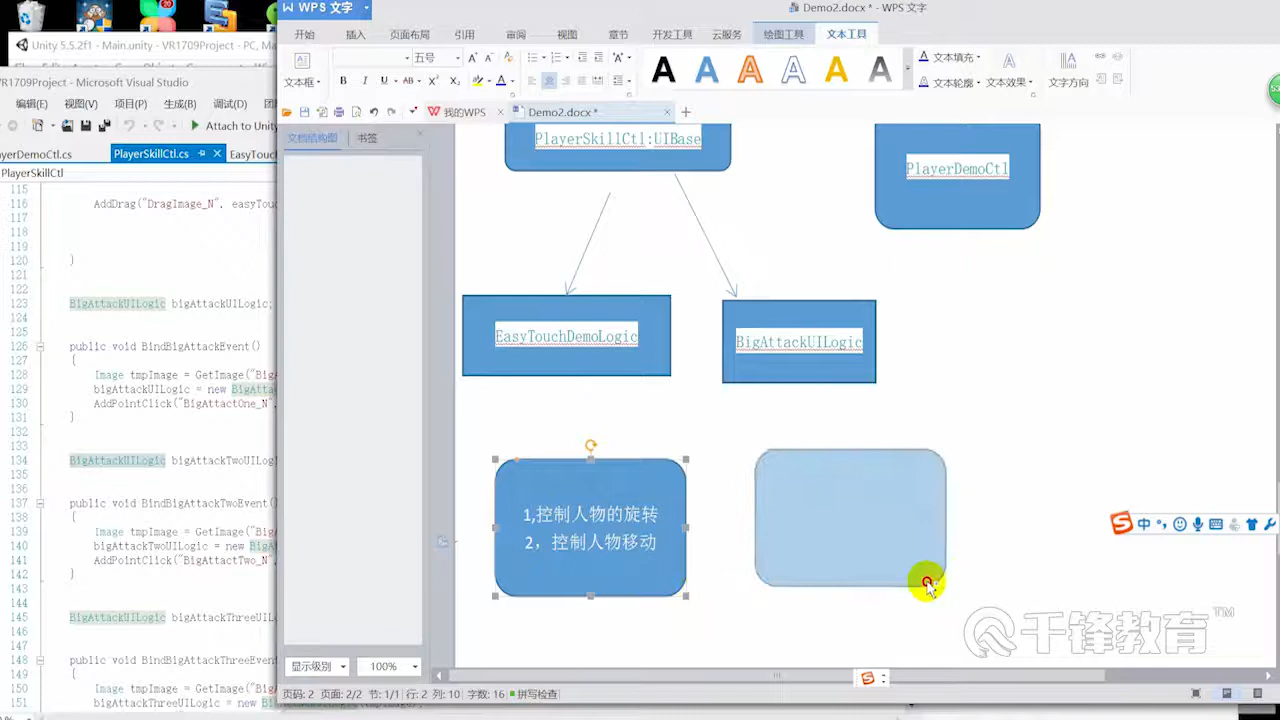 WPS 文字
Demo2.docx * - WPS 文字
Unity 5.5.2f1 - Main.unity - VR1709Project - PC, Ma
VR1709Project - Microsoft Visual Studio
开始 插入 页面布局 引用 审阅 视图 章节 开发工具 云服务 绘图工具 文本工具
文本框 五号 文本填充 文本轮廓 文本效果 文字方向
编辑(E) 视图(V) 项目(P) 生成(B) 调试(D)
Attach to Unit
我的WPS
Demo2.docx *
yerDemoCtl.cs PlayerSkillCtl.cs EasyTouch
文档结构图 书签
PlayerSkillCtl
PlayerSkillCtl:UIBase
PlayerDemoCtl
EasyTouchDemoLogic
BigAttackUILogic
1,控制人物的旋转
2，控制人物移动
115
116 AddDrag("DragImage_N", easyTouc
117
118
119
120 }
121
122
123 BigAttackUILogic bigAttackUILogic;
124
125
126 public void BindBigAttackEvent()
127 {
128 Image tmpImage = GetImage("BigA
129 bigAttackUILogic = new BigAtta
130 AddPointClick("BigAttactOne_N",
131 }
132
133
134 BigAttackUILogic bigAttackTwoUILogi
135
136
137 public void BindBigAttackTwoEvent()
138 {
139 Image tmpImage = GetImage("BigA
140 bigAttackTwoUILogic = new BigA
141 AddPointClick("BigAttactTwo_N",
142 }
143
144
145 BigAttackUILogic bigAttackThreeUIL
146
147
148 public void BindBigAttackThreeEvent
149 {
150 Image tmpImage = GetImage("BigA
151 bigAttackThreeUILogic = new
显示级别 100%
页码: 2 页面: 2/2 节: 1/1 行: 2 列: 10 字数: 16 拼写检查
中
千锋教育 TM